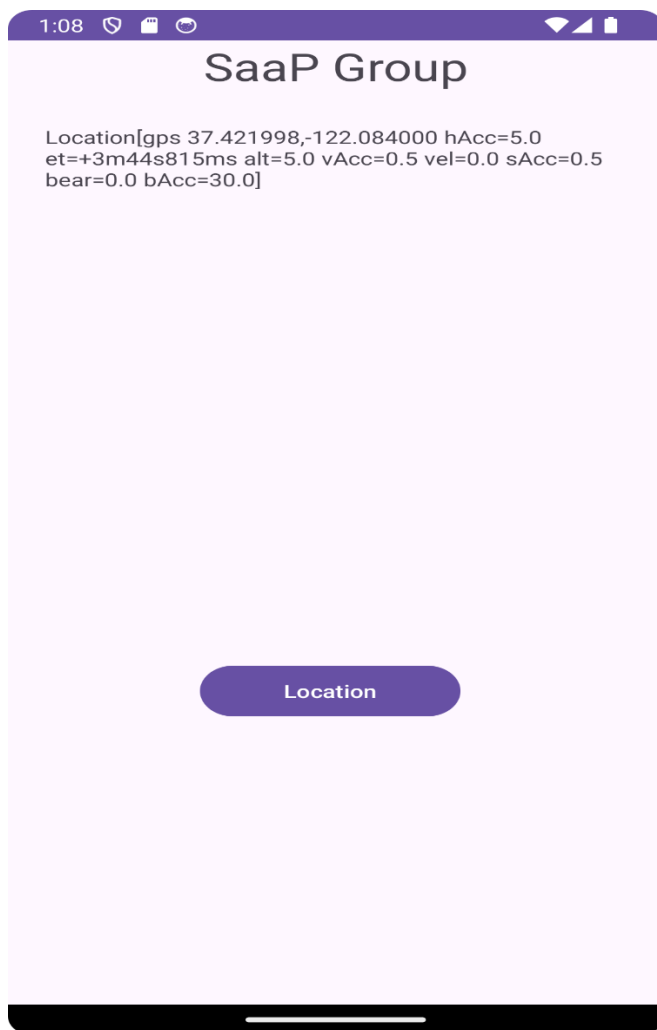 1:08
SaaP Group
Location[gps 37.421998,-122.084000 hAcc=5.0
et=+3m44s815ms alt=5.0 vAcc=0.5 vel=0.0 sAcc=0.5
bear=0.0 bAcc=30.0]
Location